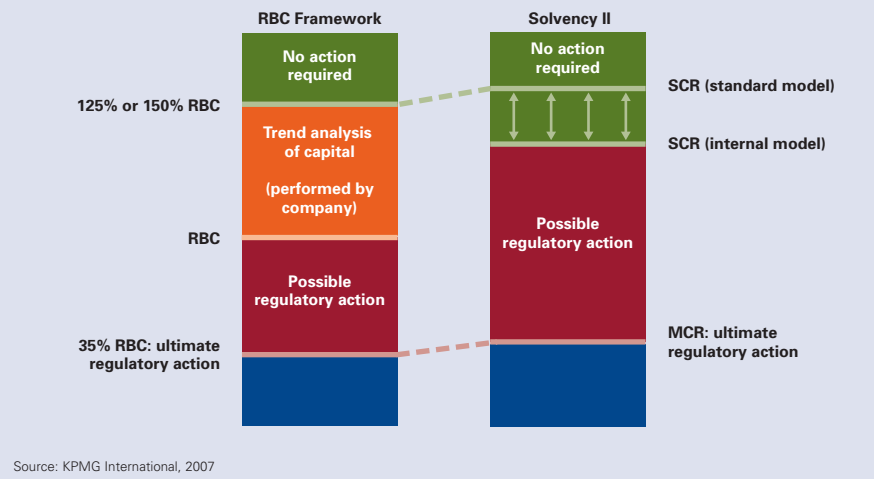 RBC Framework
Solvency II
No action
required
125% or 150% RBC
Trend analysis
of capital
(performed by
company)
RBC
Possible
regulatory action
35% RBC: ultimate
regulatory action
No action
required
SCR (standard model)
SCR (internal model)
Possible
regulatory action
MCR: ultimate
regulatory action
Source: KPMG International, 2007